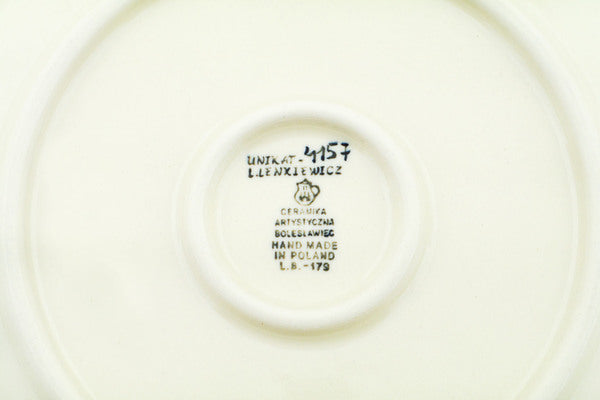 UNIKAT-4157
L.LENKIEWICZ
CERAMIKA
ARTYSTYCZNA
BOLESŁAWIEC
HAND MADE
IN POLAND
L.B.-179